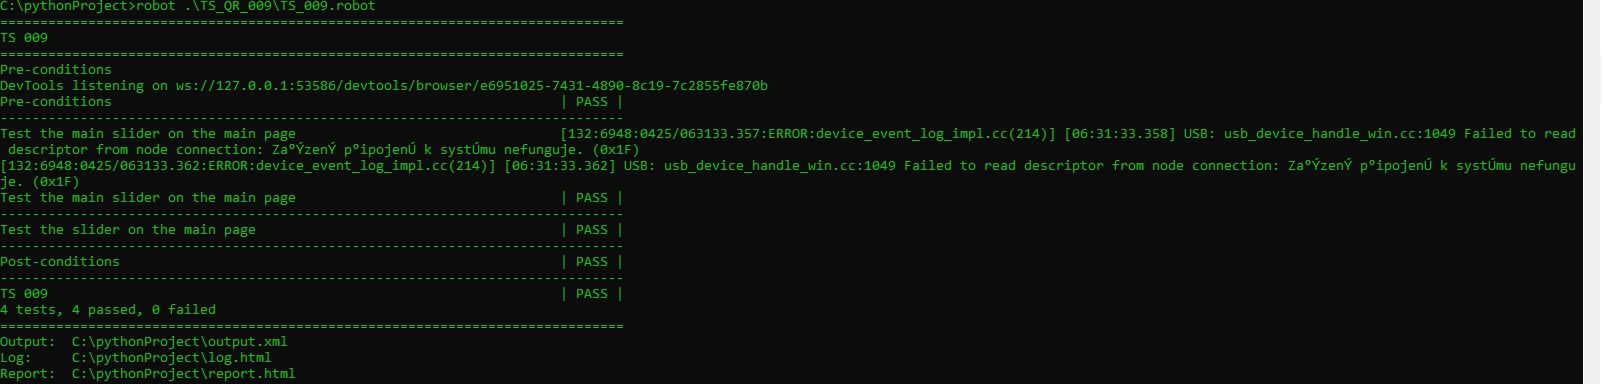 C:\pythonProject>robot .\TS_QR_009\TS_009.robot
==============================================================================
TS 009
==============================================================================
Pre-conditions
DevTools listening on ws://127.0.0.1:53586/devtools/browser/e6951025-7431-4890-8c19-7c2855fe870b
Pre-conditions | PASS |
------------------------------------------------------------------------------
Test the main slider on the main page [132:6948:0425/063133.357:ERROR:device_event_log_impl.cc(214)] [06:31:33.358] USB: usb_device_handle_win.cc:1049 Failed to read
descriptor from node connection: Za°ÝzenÝ p°ipojenÚ k systÚmu nefunguje. (0x1F)
[132:6948:0425/063133.362:ERROR:device_event_log_impl.cc(214)] [06:31:33.362] USB: usb_device_handle_win.cc:1049 Failed to read descriptor from node connection: Za°ÝzenÝ p°ipojenÚ k systÚmu nefungu
je. (0x1F)
Test the main slider on the main page | PASS |
------------------------------------------------------------------------------
Test the slider on the main page | PASS |
------------------------------------------------------------------------------
Post-conditions | PASS |
------------------------------------------------------------------------------
TS 009 | PASS |
4 tests, 4 passed, 0 failed
==============================================================================
Output: C:\pythonProject\output.xml
Log: C:\pythonProject\log.html
Report: C:\pythonProject\report.html